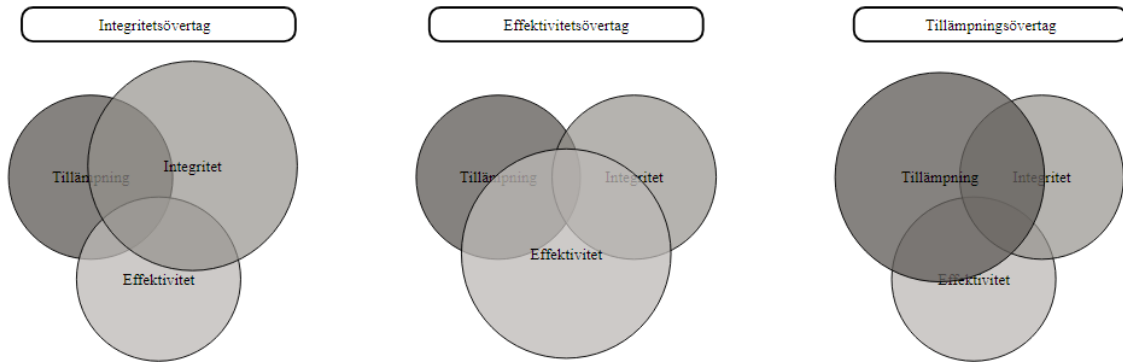 Integritetsövertag
Effektivitetsövertag
Tillämpningsövertag
Tillämpning
Integritet
Effektivitet
Tillämpning
Integritet
Effektivitet
Tillämpning
Integritet
Effektivitet